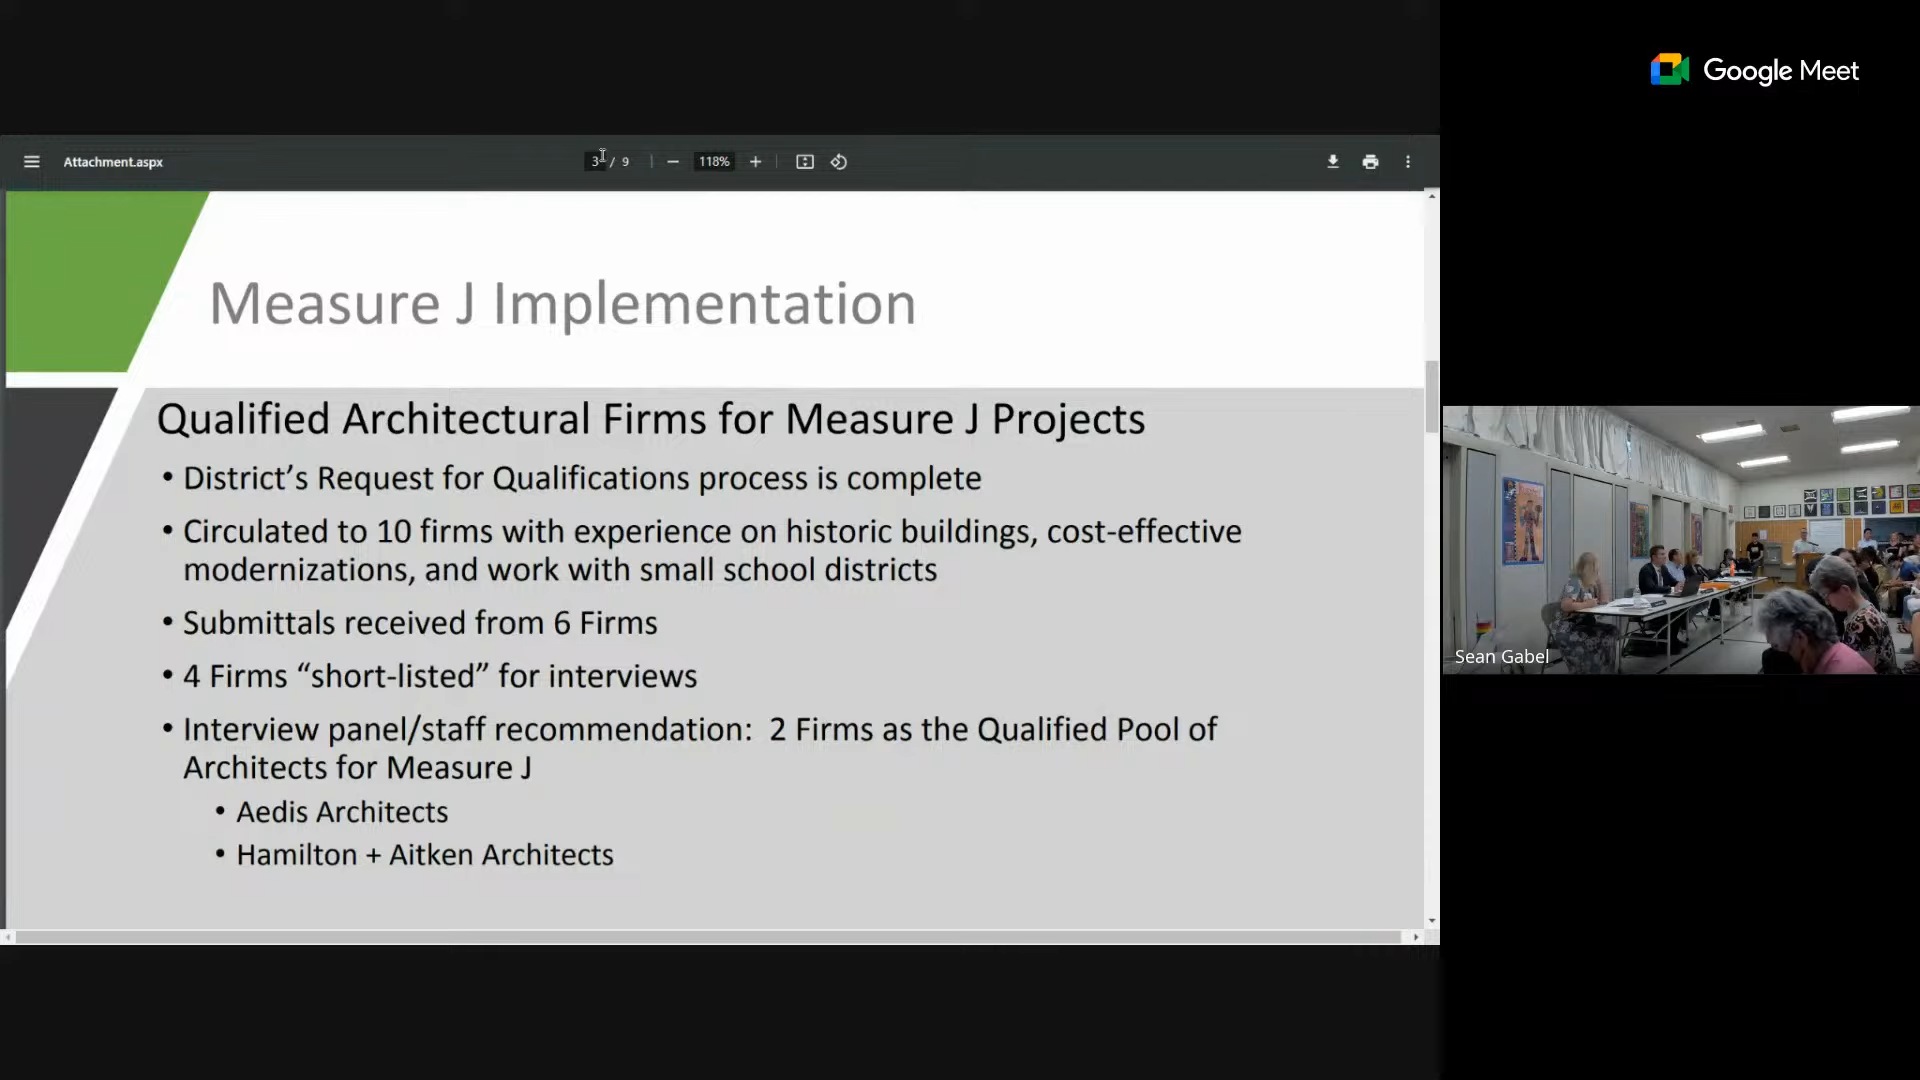 Google Meet
Attachment.aspx
3 / 9
118%
Measure J Implementation
Qualified Architectural Firms for Measure J Projects
• District’s Request for Qualifications process is complete
• Circulated to 10 firms with experience on historic buildings, cost-effective
modernizations, and work with small school districts
• Submittals received from 6 Firms
• 4 Firms “short-listed” for interviews
• Interview panel/staff recommendation:  2 Firms as the Qualified Pool of
Architects for Measure J
• Aedis Architects
• Hamilton + Aitken Architects
Sean Gabel